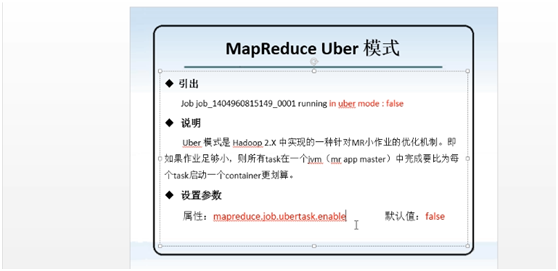 MapReduce Uber 模式
◆ 引出
Job job_1404960815149_0001 running in uber mode : false
◆ 说明
Uber 模式是 Hadoop 2.X 中实现的一种针对MR小作业的优化机制。即
如果作业足够小，则所有task在一个jvm（mr app master）中完成要比为每
个task启动一个container更划算。
◆ 设置参数
属性：mapreduce.job.ubertask.enable 默认值：false